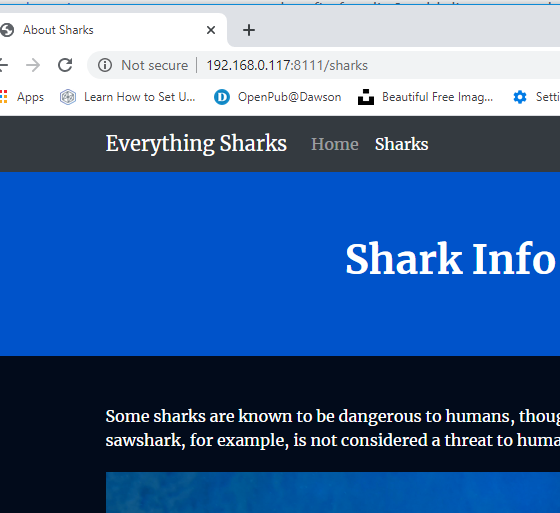 About Sharks
Not secure | 192.168.0.117:8111/sharks
Apps Learn How to Set U... OpenPub@Dawson Beautiful Free Imag... Setti
Everything Sharks Home Sharks
Shark Info
Some sharks are known to be dangerous to humans, thoug
sawshark, for example, is not considered a threat to huma